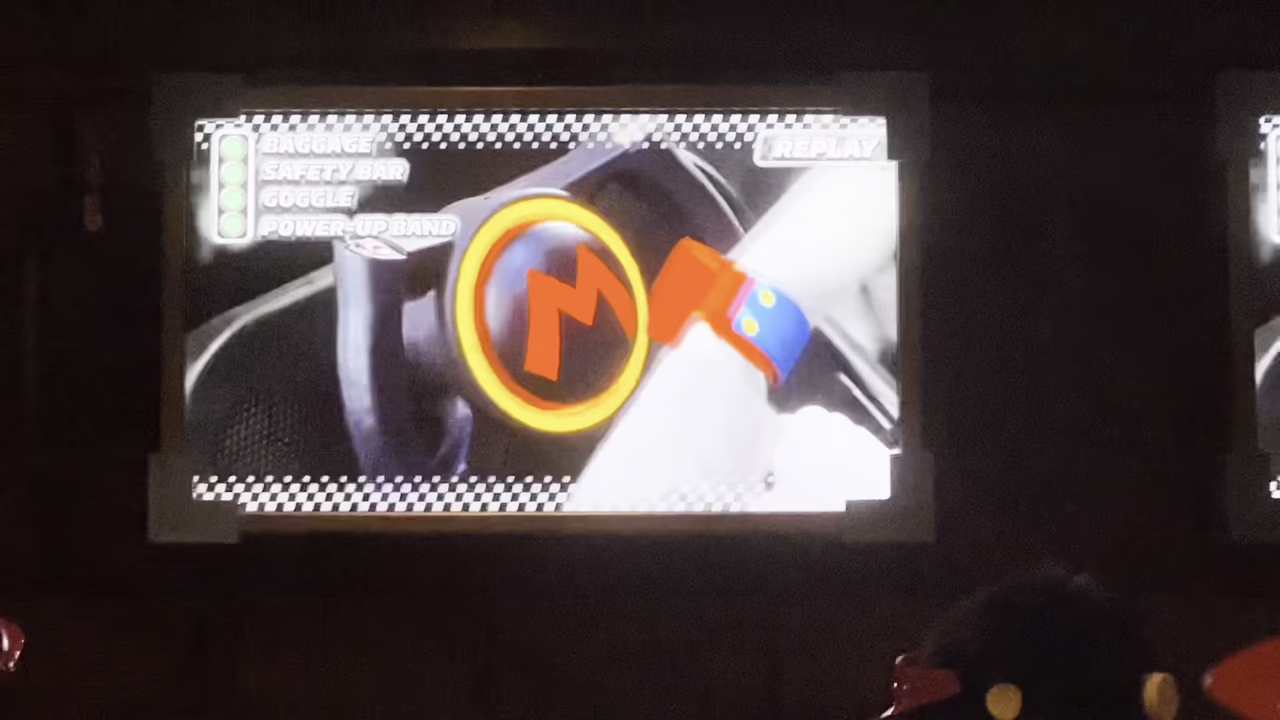 BAGGAGE
REPLAY
SAFETY BAR
GOGGLE
POWER-UP BAND
M